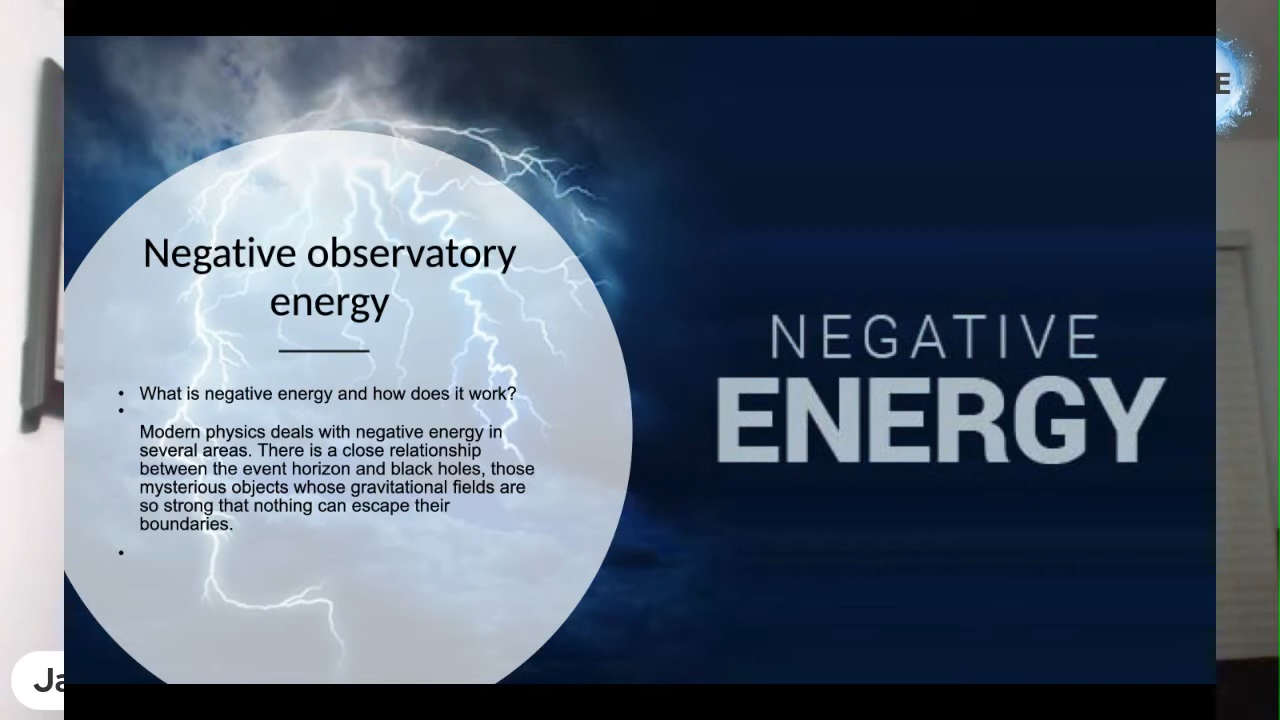 Negative observatory
energy
• What is negative energy and how does it work?
•
Modern physics deals with negative energy in
several areas. There is a close relationship
between the event horizon and black holes, those
mysterious objects whose gravitational fields are
so strong that nothing can escape their
boundaries.
•
NEGATIVE
ENERGY
E
Ja